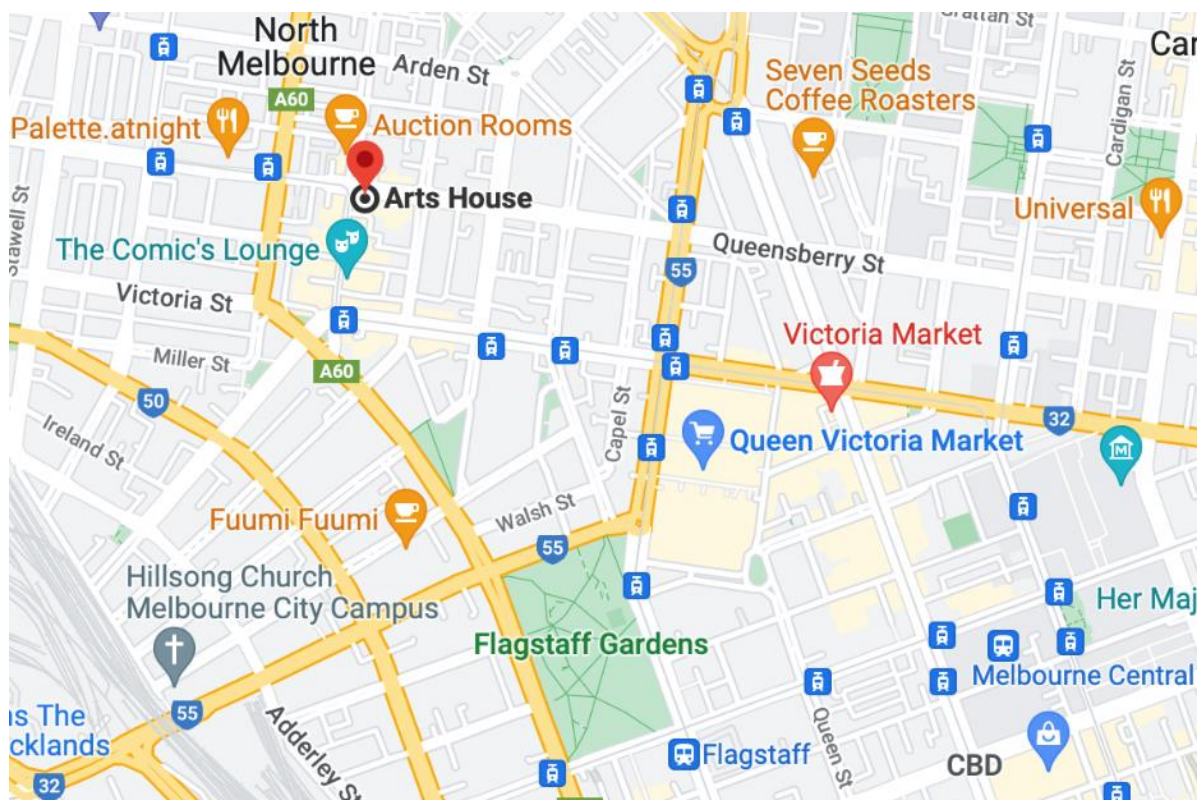 Grattan St
North
Melbourne
Arden St
Car
A60
Seven Seeds
Coffee Roasters
Cardigan St
Palette.atnight
Auction Rooms
Arts House
Universal
Stawell St
The Comic's Lounge
Queensberry St
55
Victoria St
Victoria Market
Miller St
A60
50
Capel St
32
Ireland St
Queen Victoria Market
M
Fuumi Fuumi
Walsh St
55
Hillsong Church
Melbourne City Campus
Her Maj
Flagstaff Gardens
Melbourne Central
55
ns The
cklands
Adderley St
Queen St
Flagstaff
CBD
32